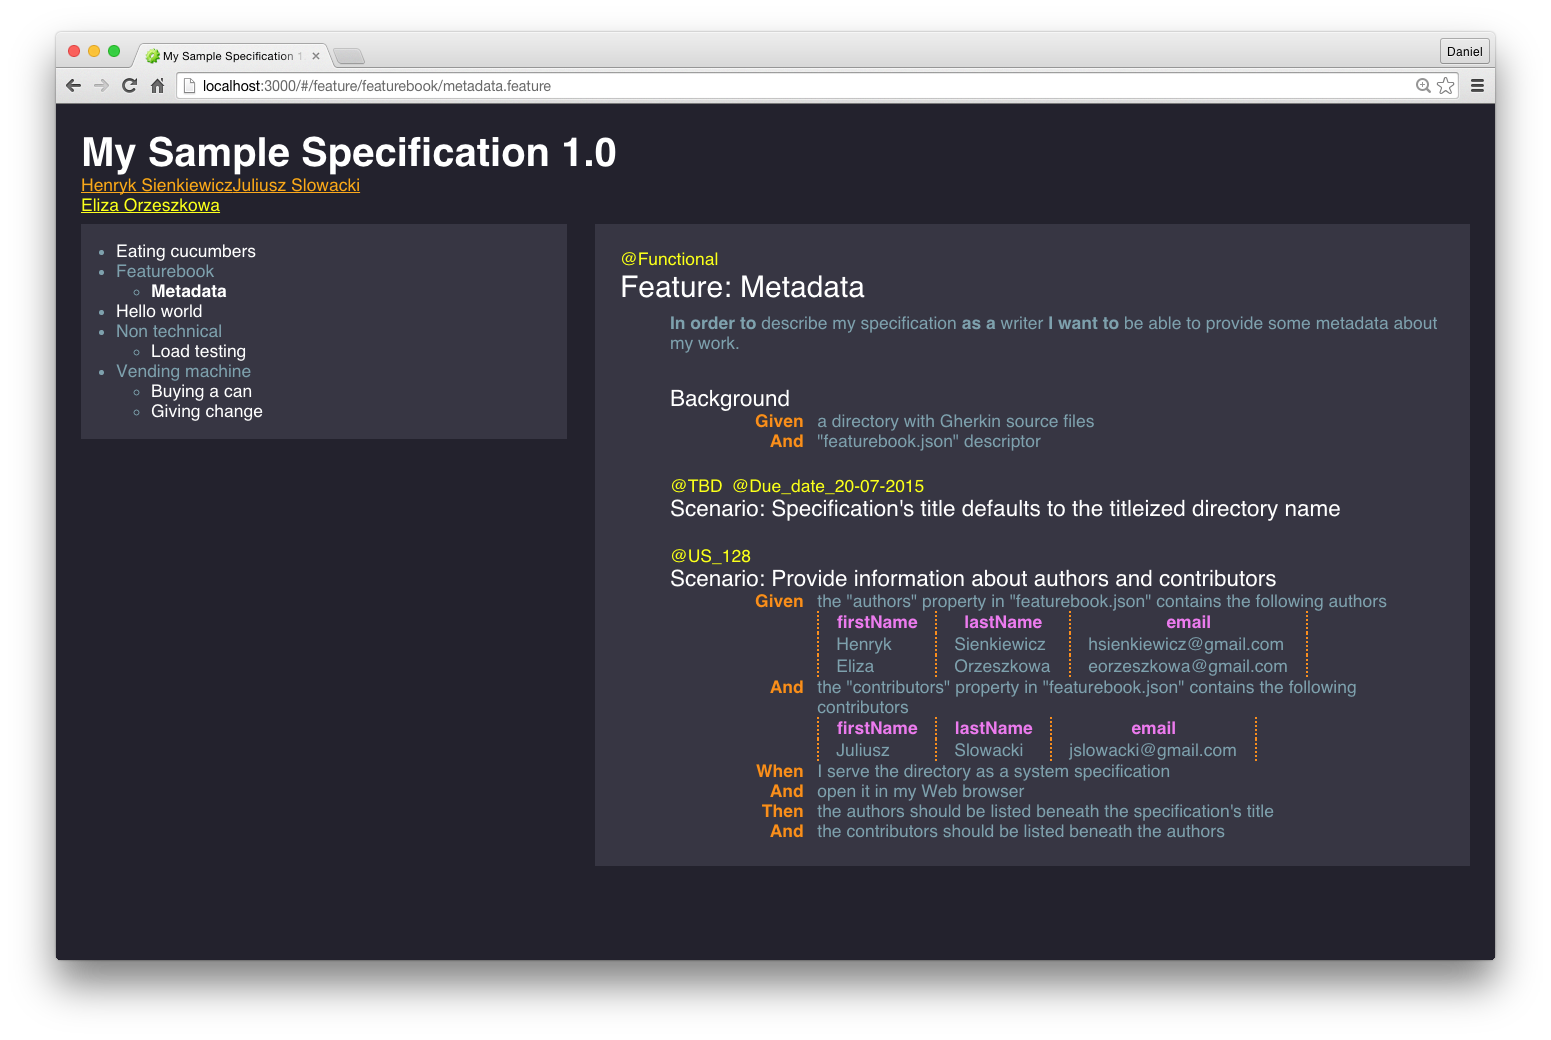 My Sample Specification 1
Daniel
localhost:3000/#/feature/featurebook/metadata.feature
My Sample Specification 1.0
Henryk SienkiewiczJuliusz Slowacki
Eliza Orzeszkowa
Eating cucumbers
Featurebook
Metadata
Hello world
Non technical
Load testing
Vending machine
Buying a can
Giving change
@Functional
Feature: Metadata
In order to describe my specification as a writer I want to be able to provide some metadata about
my work.
Background
Given a directory with Gherkin source files
And "featurebook.json" descriptor
@TBD @Due_date_20-07-2015
Scenario: Specification's title defaults to the titleized directory name
@US_128
Scenario: Provide information about authors and contributors
Given the "authors" property in "featurebook.json" contains the following authors
firstName lastName email
Henryk Sienkiewicz hsienkiewicz@gmail.com
Eliza Orzeszkowa eorzeszkowa@gmail.com
And the "contributors" property in "featurebook.json" contains the following
contributors
firstName lastName email
Juliusz Slowacki jslowacki@gmail.com
When I serve the directory as a system specification
And open it in my Web browser
Then the authors should be listed beneath the specification's title
And the contributors should be listed beneath the authors